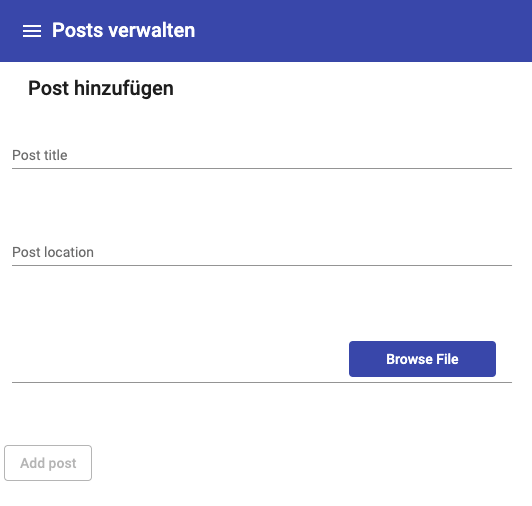 Posts verwalten
Post hinzufügen
Post title
Post location
Browse File
Add post